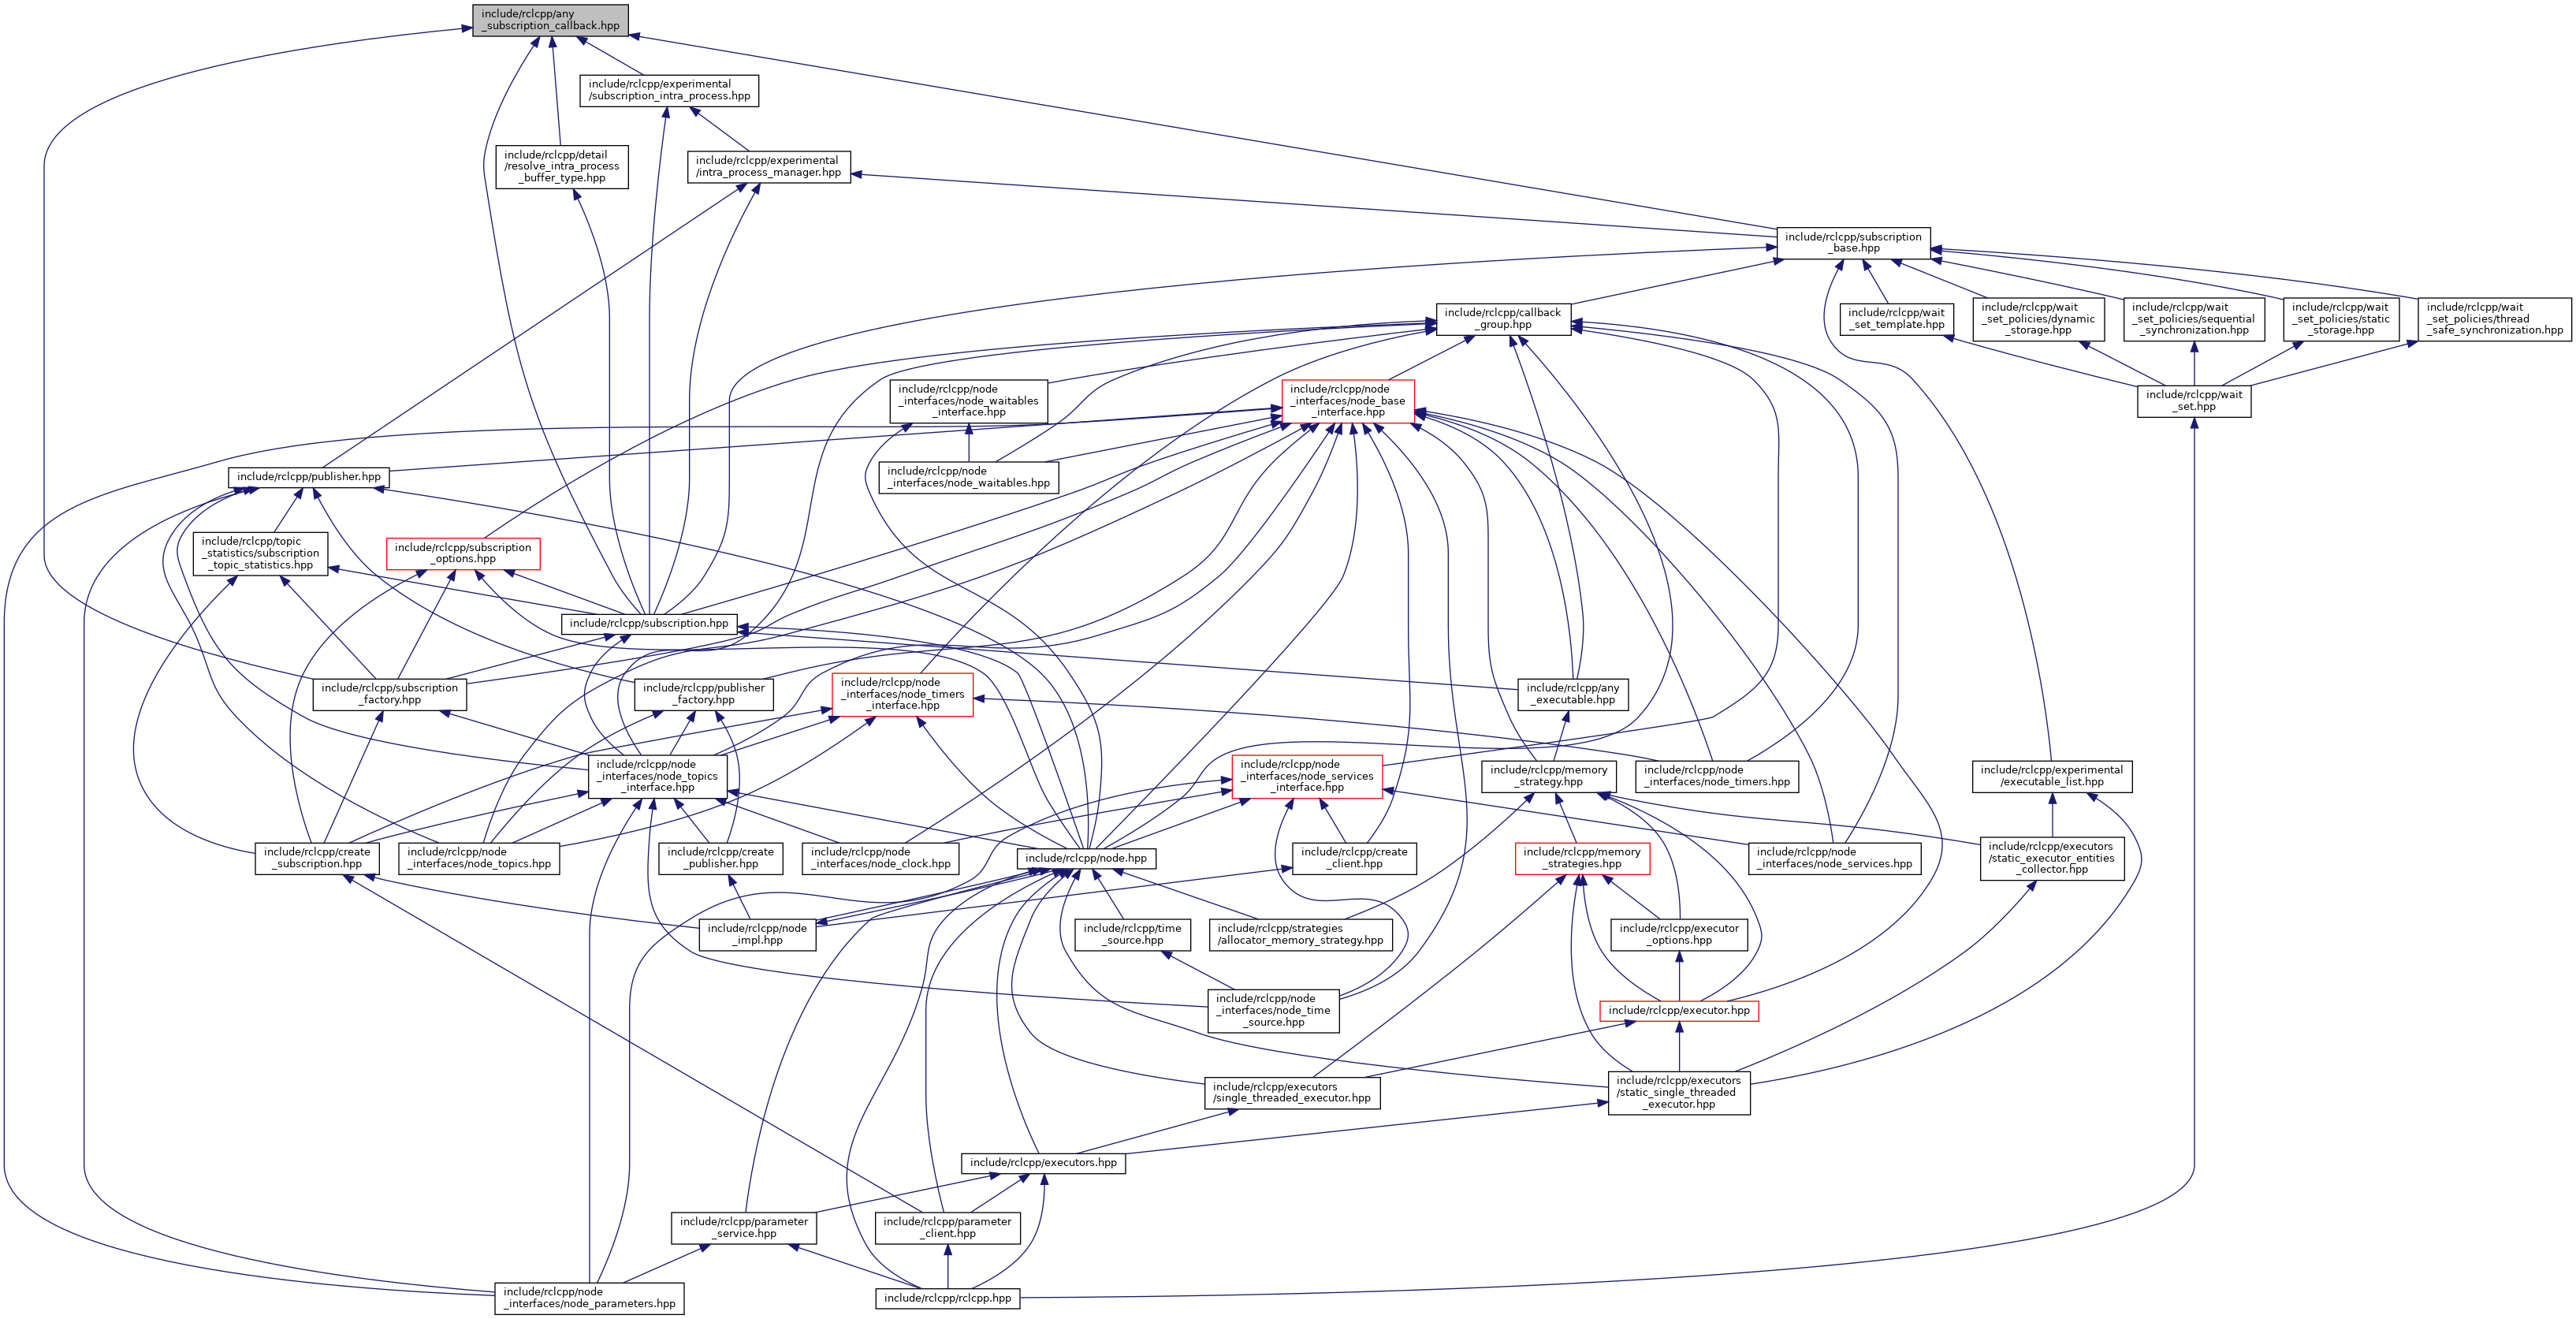 include/rclcpp/any
_subscription_callback.hpp
include/rclcpp/experimental
/subscription_intra_process.hpp
include/rclcpp/detail
/resolve_intra_process
_buffer_type.hpp
include/rclcpp/experimental
/intra_process_manager.hpp
include/rclcpp/subscription
_base.hpp
include/rclcpp/callback
_group.hpp
include/rclcpp/wait
_set_template.hpp
include/rclcpp/wait
_set_policies/dynamic
_storage.hpp
include/rclcpp/wait
_set_policies/sequential
_synchronization.hpp
include/rclcpp/wait
_set_policies/static
_storage.hpp
include/rclcpp/wait
_set_policies/thread
_safe_synchronization.hpp
include/rclcpp/node
_interfaces/node_waitables
_interface.hpp
include/rclcpp/node
_interfaces/node_base
_interface.hpp
include/rclcpp/wait
_set.hpp
include/rclcpp/publisher.hpp
include/rclcpp/node
_interfaces/node_waitables.hpp
include/rclcpp/topic
_statistics/subscription
_topic_statistics.hpp
include/rclcpp/subscription
_options.hpp
include/rclcpp/subscription.hpp
include/rclcpp/subscription
_factory.hpp
include/rclcpp/publisher
_factory.hpp
include/rclcpp/node
_interfaces/node_timers
_interface.hpp
include/rclcpp/any
_executable.hpp
include/rclcpp/node
_interfaces/node_topics
_interface.hpp
include/rclcpp/node
_interfaces/node_services
_interface.hpp
include/rclcpp/memory
_strategy.hpp
include/rclcpp/node
_interfaces/node_timers.hpp
include/rclcpp/experimental
/executable_list.hpp
include/rclcpp/create
_subscription.hpp
include/rclcpp/node
_interfaces/node_topics.hpp
include/rclcpp/create
_publisher.hpp
include/rclcpp/node
_interfaces/node_clock.hpp
include/rclcpp/node.hpp
include/rclcpp/create
_client.hpp
include/rclcpp/memory
_strategies.hpp
include/rclcpp/node
_interfaces/node_services.hpp
include/rclcpp/executors
/static_executor_entities
_collector.hpp
include/rclcpp/node
_impl.hpp
include/rclcpp/time
_source.hpp
include/rclcpp/strategies
/allocator_memory_strategy.hpp
include/rclcpp/executor
_options.hpp
include/rclcpp/node
_interfaces/node_time
_source.hpp
include/rclcpp/executor.hpp
include/rclcpp/executors
/single_threaded_executor.hpp
include/rclcpp/executors
/static_single_threaded
_executor.hpp
include/rclcpp/executors.hpp
include/rclcpp/parameter
_service.hpp
include/rclcpp/parameter
_client.hpp
include/rclcpp/node
_interfaces/node_parameters.hpp
include/rclcpp/rclcpp.hpp